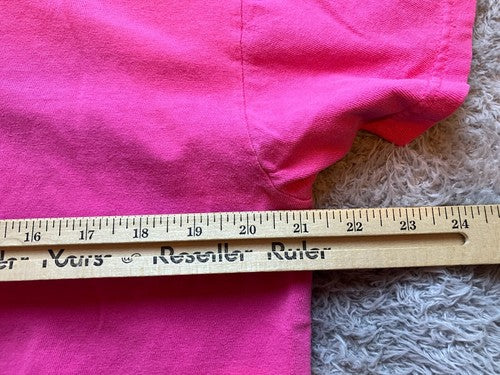 16 17 18 19 20 21 22 23 24
Yours Reseller Ruler